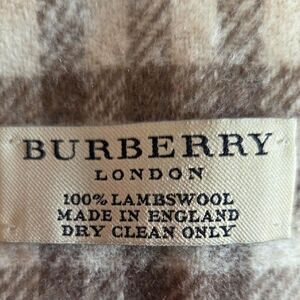 BURBERRY
LONDON
100% LAMBSWOOL
MADE IN ENGLAND
DRY CLEAN ONLY